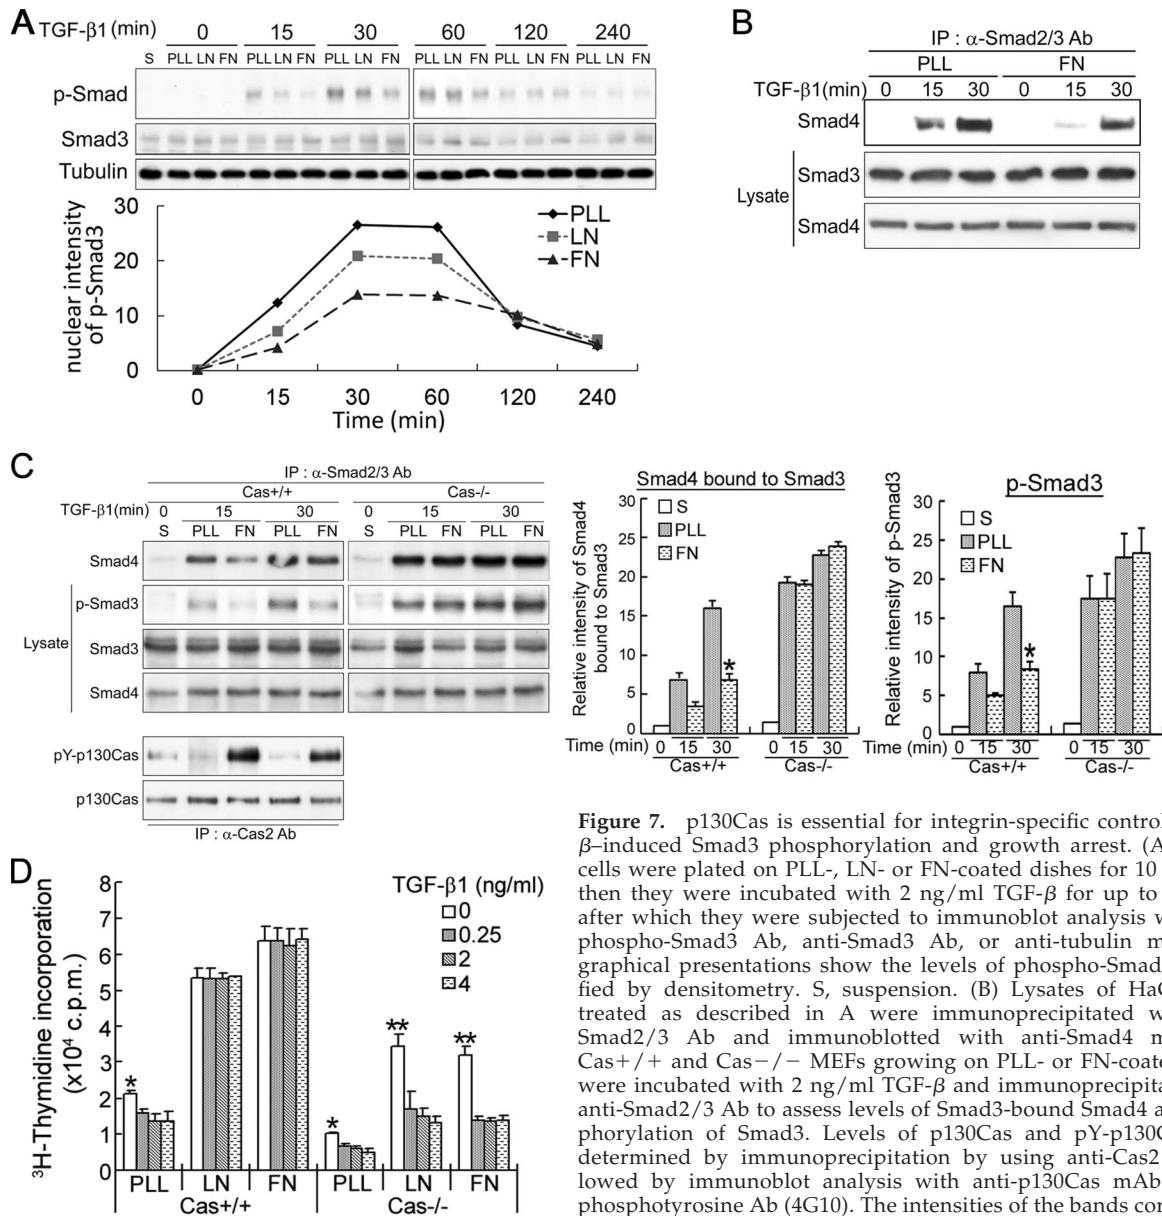 A
TGF-β1(min) 0 15 30 60 120 240
S PLL LN FN PLL LN FN PLL LN FN PLL LN FN PLL LN FN PLL LN FN
p-Smad
Smad3
Tubulin
nuclear intensity of p-Smad3
30
20
10
0
PLL
LN
FN
0 15 30 60 120 240
Time (min)
B
IP : α-Smad2/3 Ab
PLL FN
TGF-β1(min) 0 15 30 0 15 30
Smad4
Lysate
Smad3
Smad4
C
IP : α-Smad2/3 Ab
Cas+/+ Cas-/-
TGF-β1(min) 0 15 30 0 15 30
S PLL FN PLL FN S PLL FN PLL FN
Smad4
Lysate
p-Smad3
Smad3
Smad4
pY-p130Cas
p130Cas
IP : α-Cas2 Ab
Smad4 bound to Smad3
Relative intensity of Smad4
bound to Smad3
30
25
20
15
10
5
0
S
PLL
FN
*
Time (min) 0 15 30 0 15 30
Cas+/+ Cas-/-
p-Smad3
Relative intensity of p-Smad3
30
25
20
15
10
5
0
S
PLL
FN
*
Time (min) 0 15 30 0 15 30
Cas+/+ Cas-/-
D
³H-Thymidine incorporation
(x10⁴ c.p.m.)
8
7
6
5
4
3
2
1
0
TGF-β1 (ng/ml)
0
0.25
2
4
* * ** **
PLL LN FN PLL LN FN
Cas+/+ Cas-/-
Figure 7. p130Cas is essential for integrin-specific control
β–induced Smad3 phosphorylation and growth arrest. (A
cells were plated on PLL-, LN- or FN-coated dishes for 10
then they were incubated with 2 ng/ml TGF-β for up to
after which they were subjected to immunoblot analysis w
phospho-Smad3 Ab, anti-Smad3 Ab, or anti-tubulin m
graphical presentations show the levels of phospho-Smad
fied by densitometry. S, suspension. (B) Lysates of HaC
treated as described in A were immunoprecipitated w
Smad2/3 Ab and immunoblotted with anti-Smad4 m
Cas+/+ and Cas−/− MEFs growing on PLL- or FN-coate
were incubated with 2 ng/ml TGF-β and immunoprecipita
anti-Smad2/3 Ab to assess levels of Smad3-bound Smad4 a
phorylation of Smad3. Levels of p130Cas and pY-p130C
determined by immunoprecipitation by using anti-Cas2
lowed by immunoblot analysis with anti-p130Cas mAb
phosphotyrosine Ab (4G10). The intensities of the bands cor